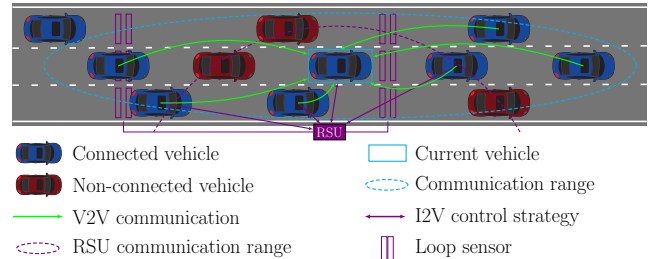 RSU
Connected vehicle
Current vehicle
Non-connected vehicle
Communication range
V2V communication
I2V control strategy
RSU communication range
Loop sensor